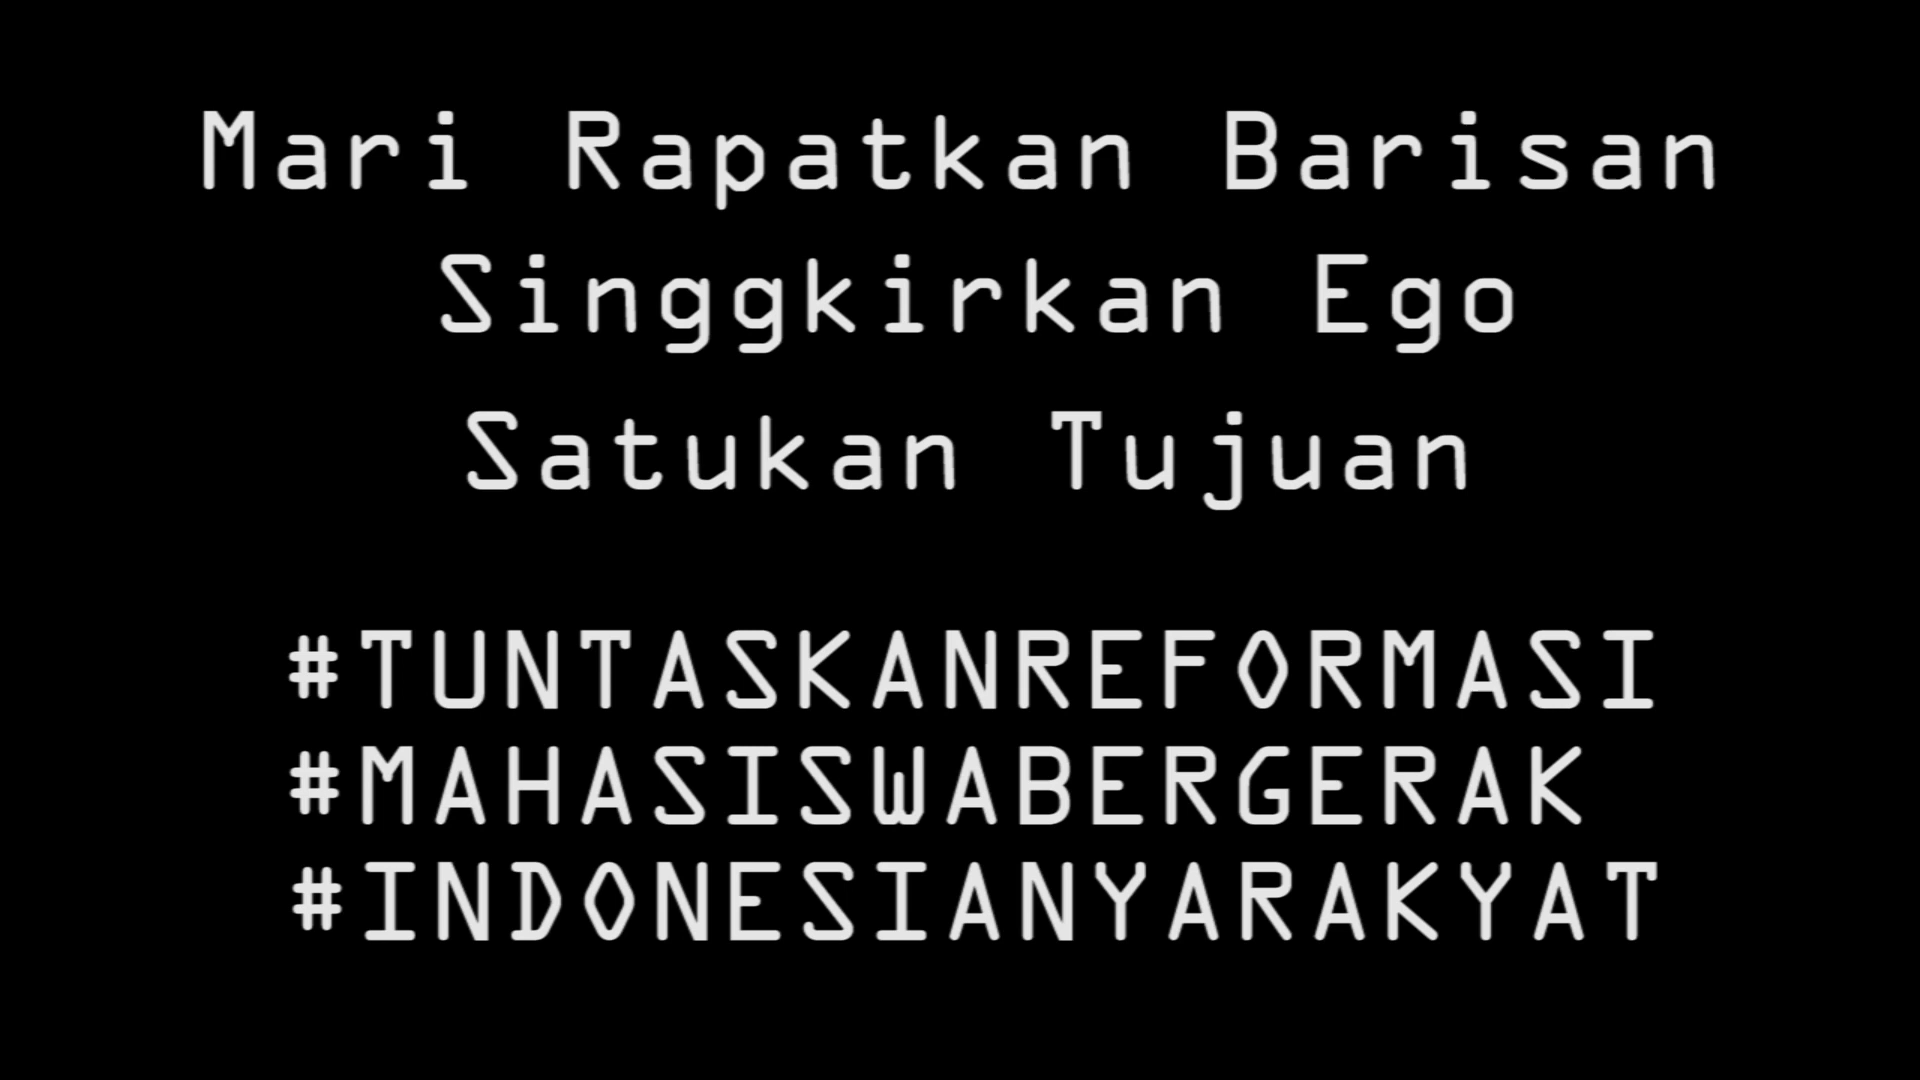 Mari Rapatkan Barisan
Singgkirkan Ego
Satukan Tujuan
#TUNTASKANREFORMASI
#MAHASISWABERGERAK
#INDONESIANYARAKYAT